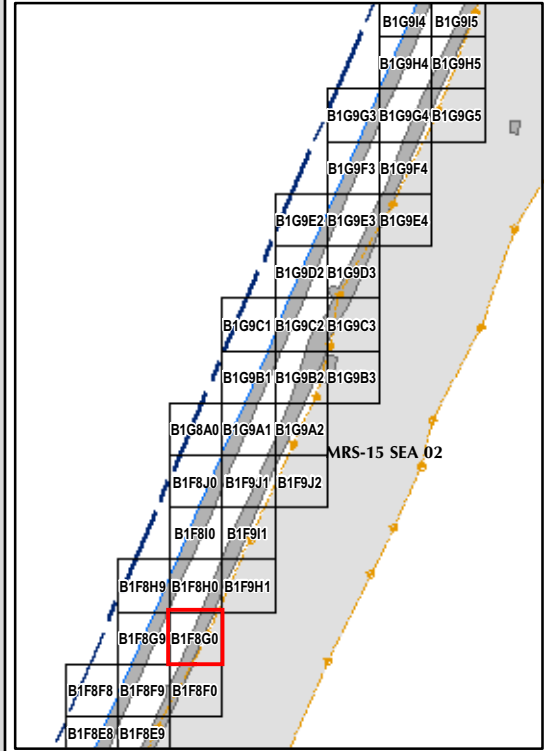 B1G9I4 B1G9I5
B1G9H4 B1G9H5
B1G9G3 B1G9G4 B1G9G5
B1G9F3 B1G9F4
B1G9E2 B1G9E3 B1G9E4
B1G9D2 B1G9D3
B1G9C1 B1G9C2 B1G9C3
B1G9B1 B1G9B2 B1G9B3
B1G8A0 B1G9A1 B1G9A2
MRS-15 SEA 02
B1F8J0 B1F9J1 B1F9J2
B1F8I0 B1F9I1
B1F8H9 B1F8H0 B1F9H1
B1F8G9 B1F8G0
B1F8F8 B1F8F9 B1F8F0
B1F8E8 B1F8E9